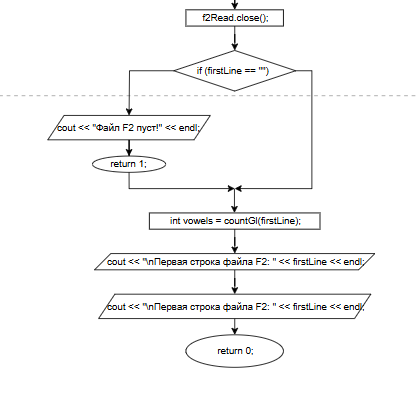 f2Read.close();
if (firstLine == "")
cout << "Файл F2 пуст!" << endl;
return 1;
int vowels = countGl(firstLine);
cout << "\nПервая строка файла F2: " << firstLine << endl;
cout << "\nПервая строка файла F2: " << firstLine << endl;
return 0;